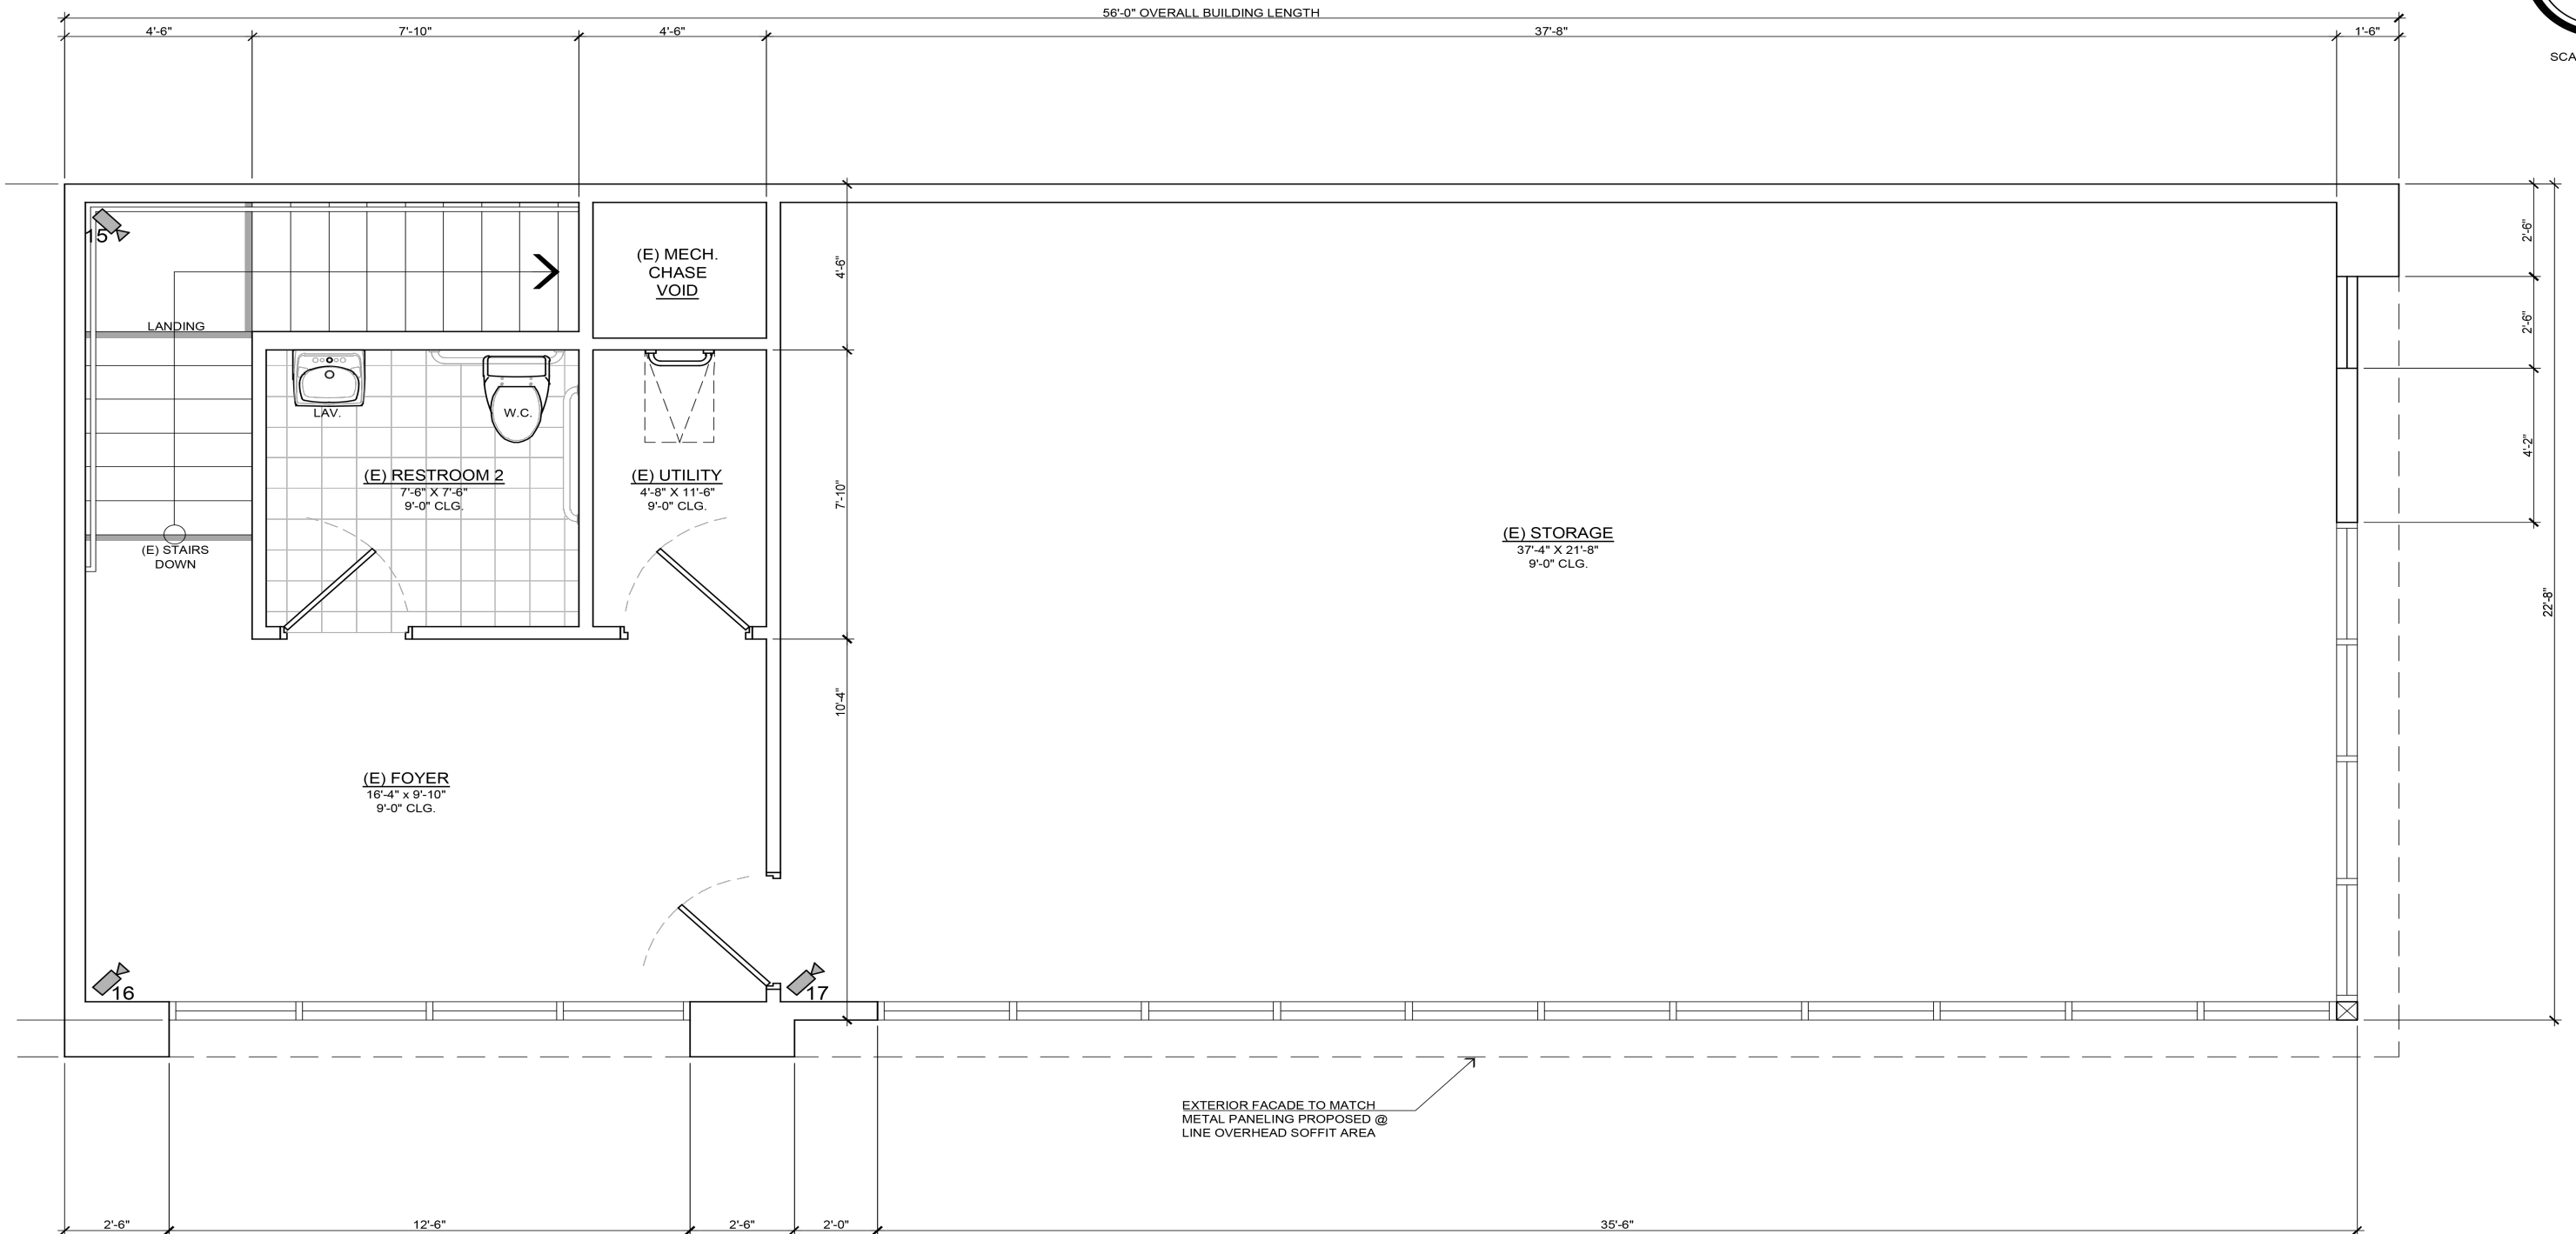 56'-0" OVERALL BUILDING LENGTH
4'-6"
7'-10"
4'-6"
37'-8"
1'-6"
15
LANDING
(E) STAIRS
DOWN
(E) MECH.
CHASE
VOID
LAV.
W.C.
(E) RESTROOM 2
7'-6" X 7'-6"
9'-0" CLG.
(E) UTILITY
4'-8" X 11'-6"
9'-0" CLG.
4'-6"
7'-10"
10'-4"
(E) STORAGE
37'-4" X 21'-8"
9'-0" CLG.
2'-6"
2'-6"
4'-2"
22'-8"
(E) FOYER
16'-4" x 9'-10"
9'-0" CLG.
16
17
EXTERIOR FACADE TO MATCH
METAL PANELING PROPOSED @
LINE OVERHEAD SOFFIT AREA
2'-6"
12'-6"
2'-6"
2'-0"
35'-6"